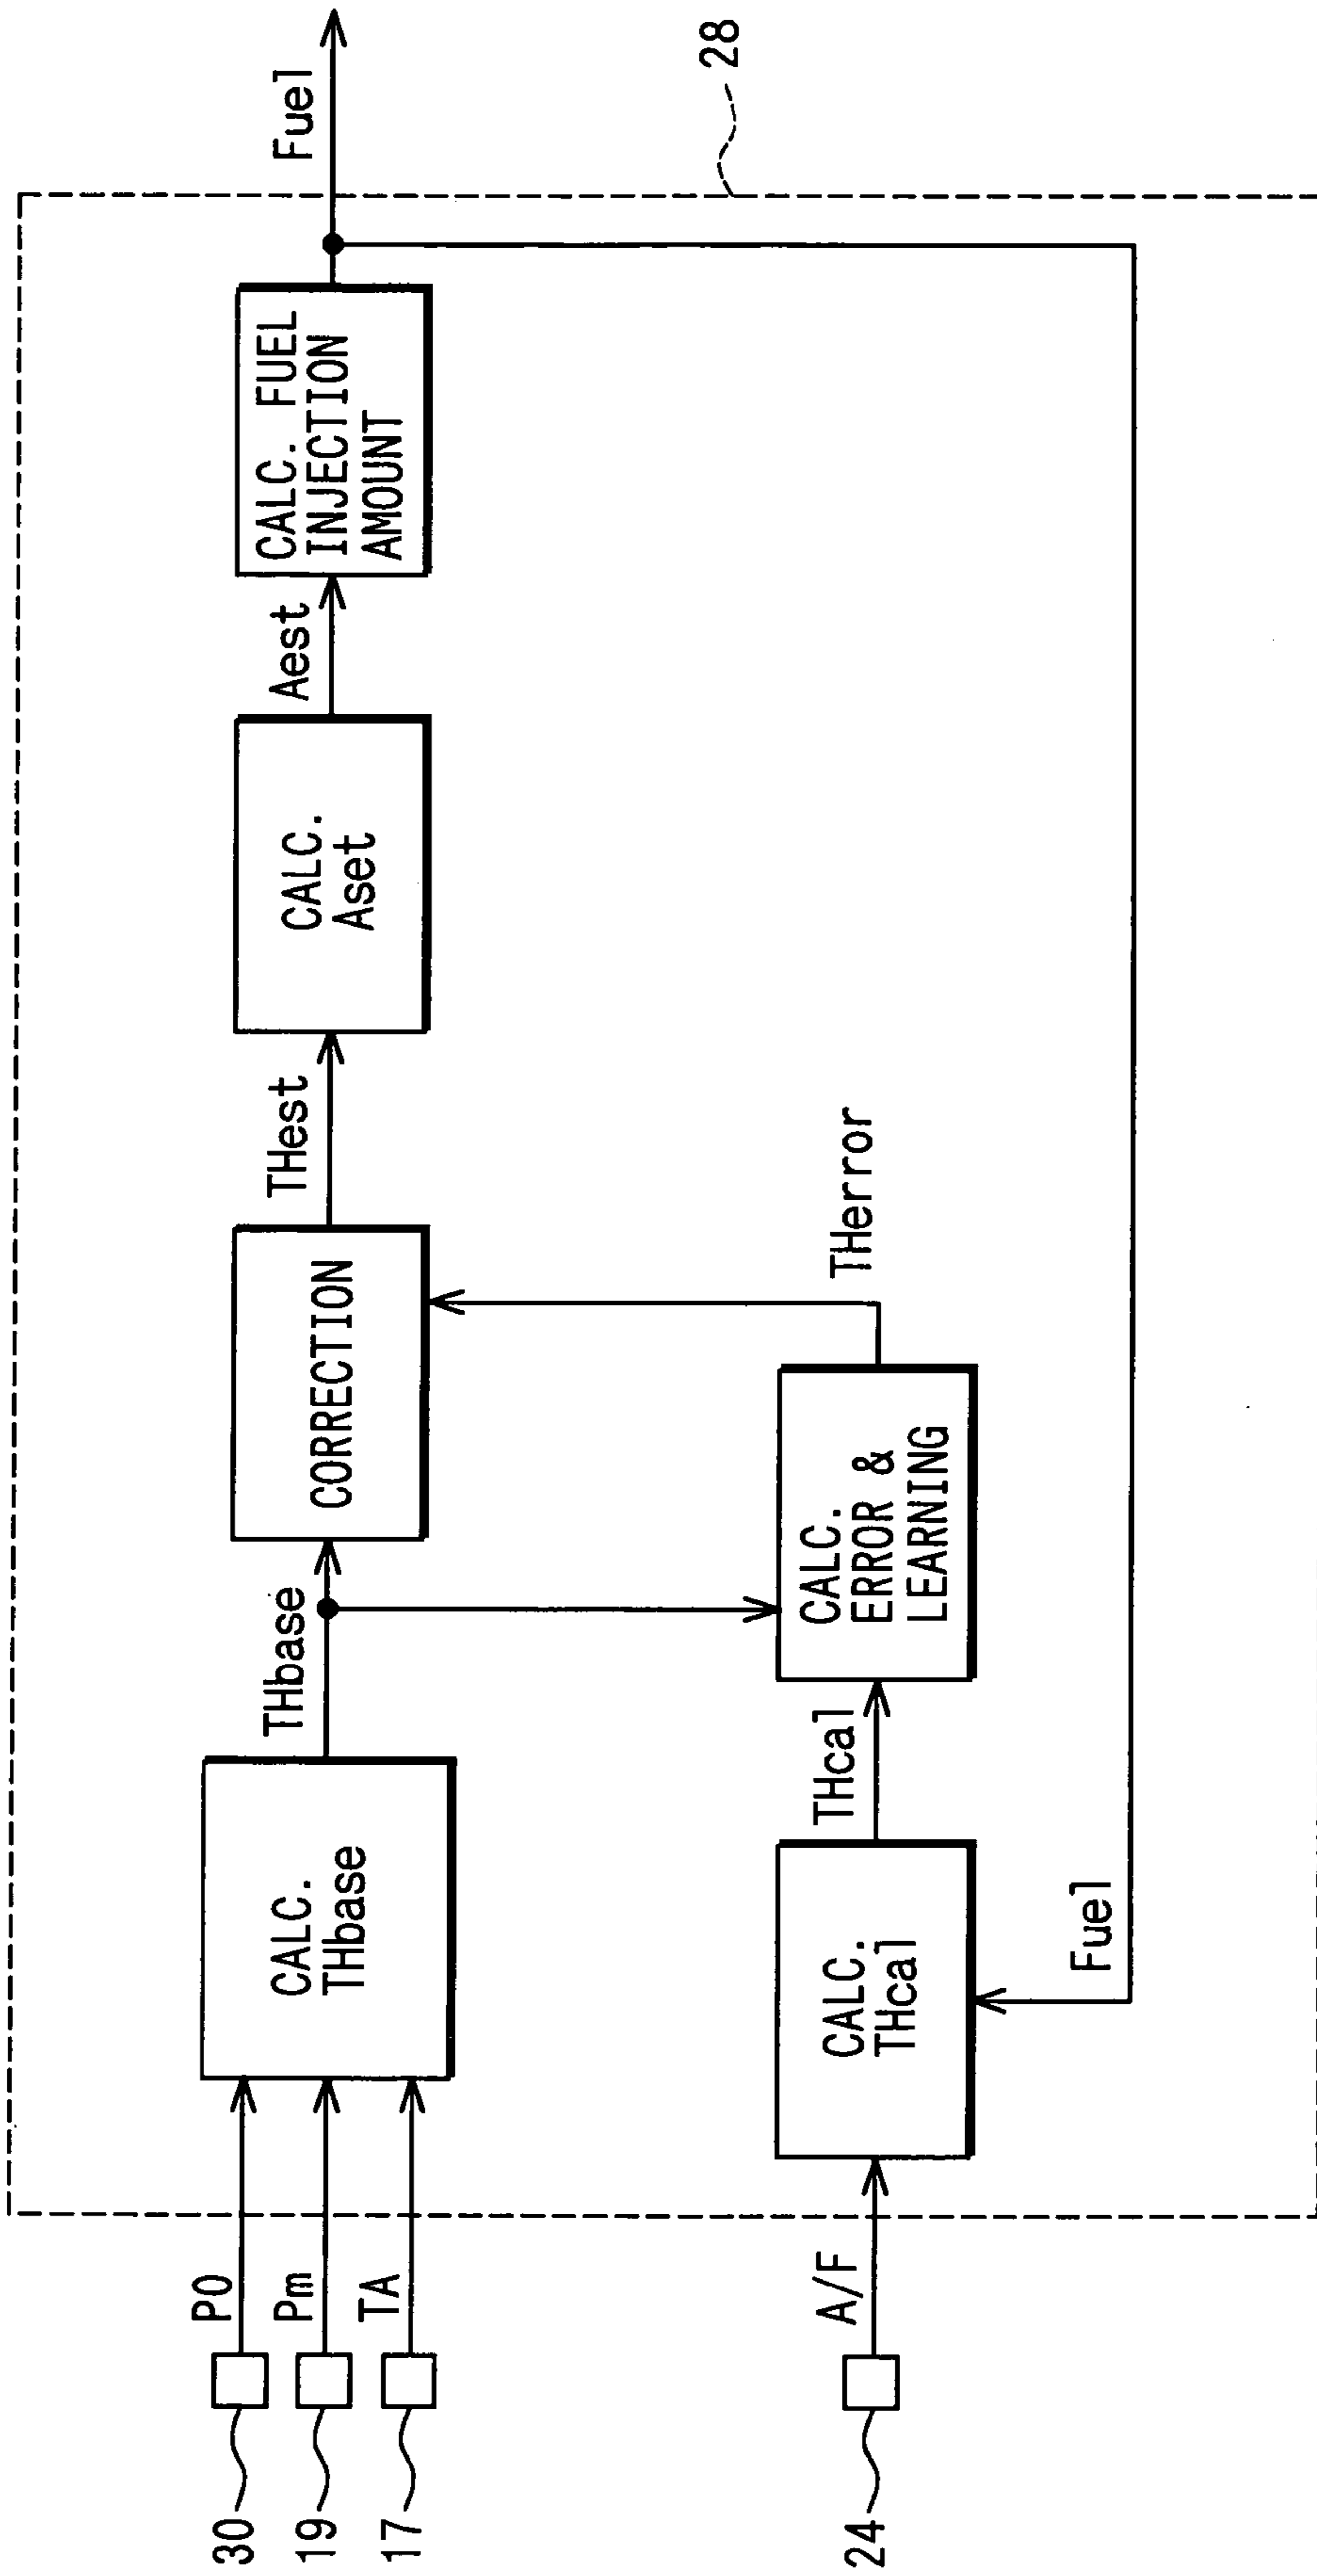 30
P0
19
Pm
17
TA
CALC.
THbase
THbase
CORRECTION
THest
CALC.
Aset
Aest
CALC. FUEL
INJECTION
AMOUNT
Fuel
24
A/F
CALC.
THcal
THcal
CALC.
ERROR &
LEARNING
THerror
Fuel
28